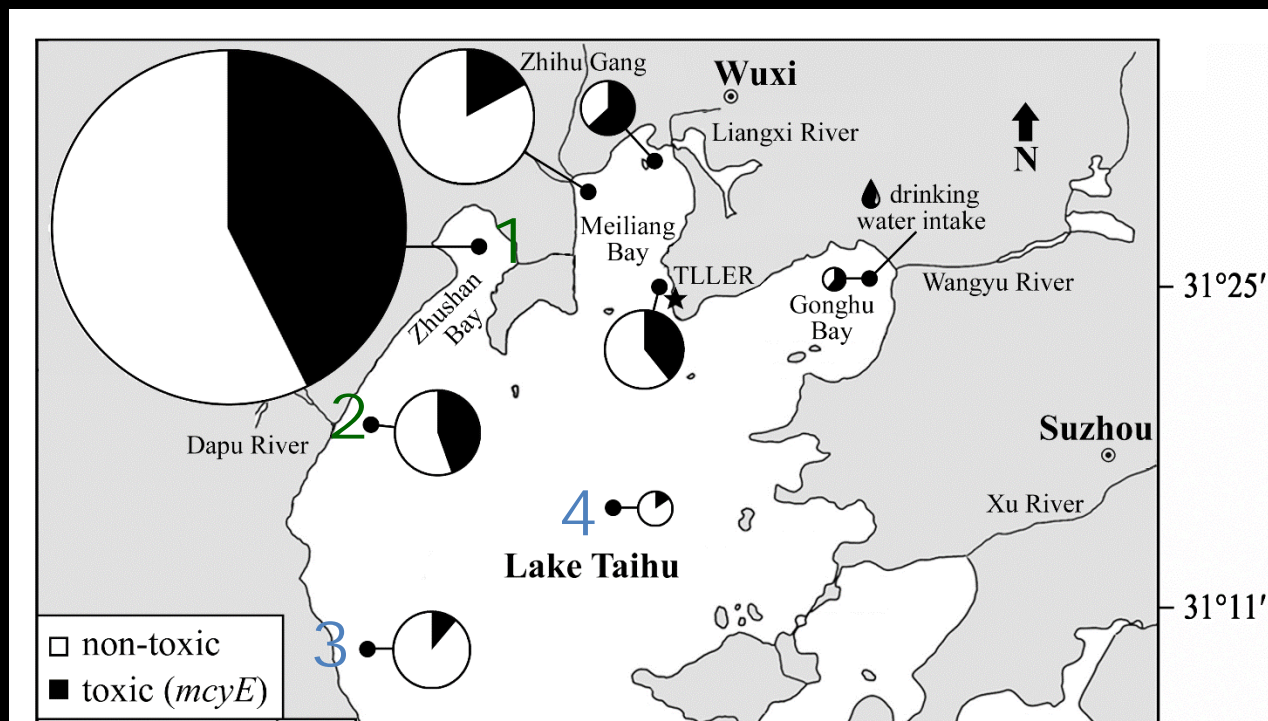 Zhihu Gang
Wuxi
Liangxi River
N
drinking
water intake
1
Meiliang
Bay
TLLER
Wangyu River
31°25′
Gonghu
Bay
Zhushan
Bay
2
Dapu River
Suzhou
4
Xu River
Lake Taihu
31°11′
3
non-toxic
toxic (mcyE)